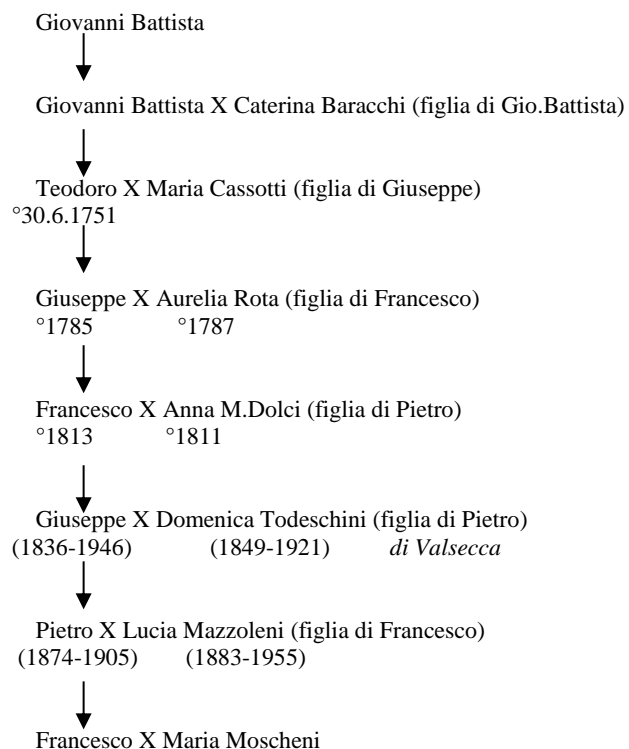 Giovanni Battista
Giovanni Battista X Caterina Baracchi (figlia di Gio.Battista)
Teodoro X Maria Cassotti (figlia di Giuseppe)
°30.6.1751
Giuseppe X Aurelia Rota (figlia di Francesco)
°1785 °1787
Francesco X Anna M.Dolci (figlia di Pietro)
°1813 °1811
Giuseppe X Domenica Todeschini (figlia di Pietro)
(1836-1946) (1849-1921) di Valsecca
Pietro X Lucia Mazzoleni (figlia di Francesco)
(1874-1905) (1883-1955)
Francesco X Maria Moscheni